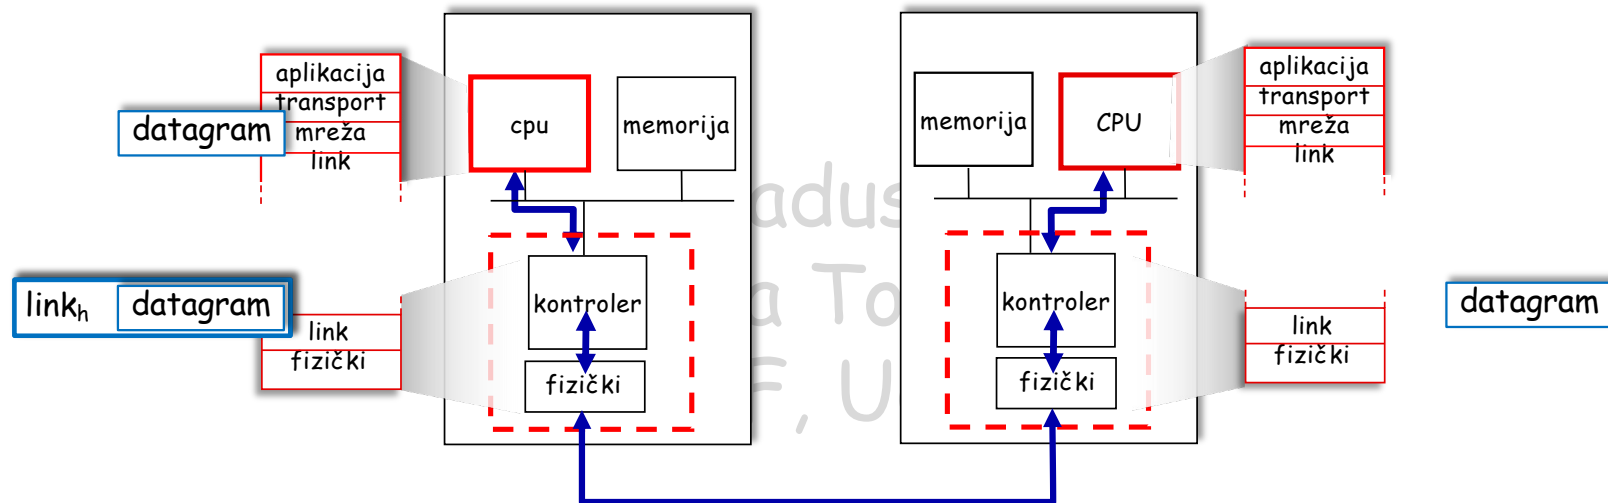 aplikacija
transport
mreža
link
datagram
cpu
memorija
link
fizički
linkh datagram
kontroler
fizički
memorija
CPU
aplikacija
transport
mreža
link
kontroler
fizički
link
fizički
datagram